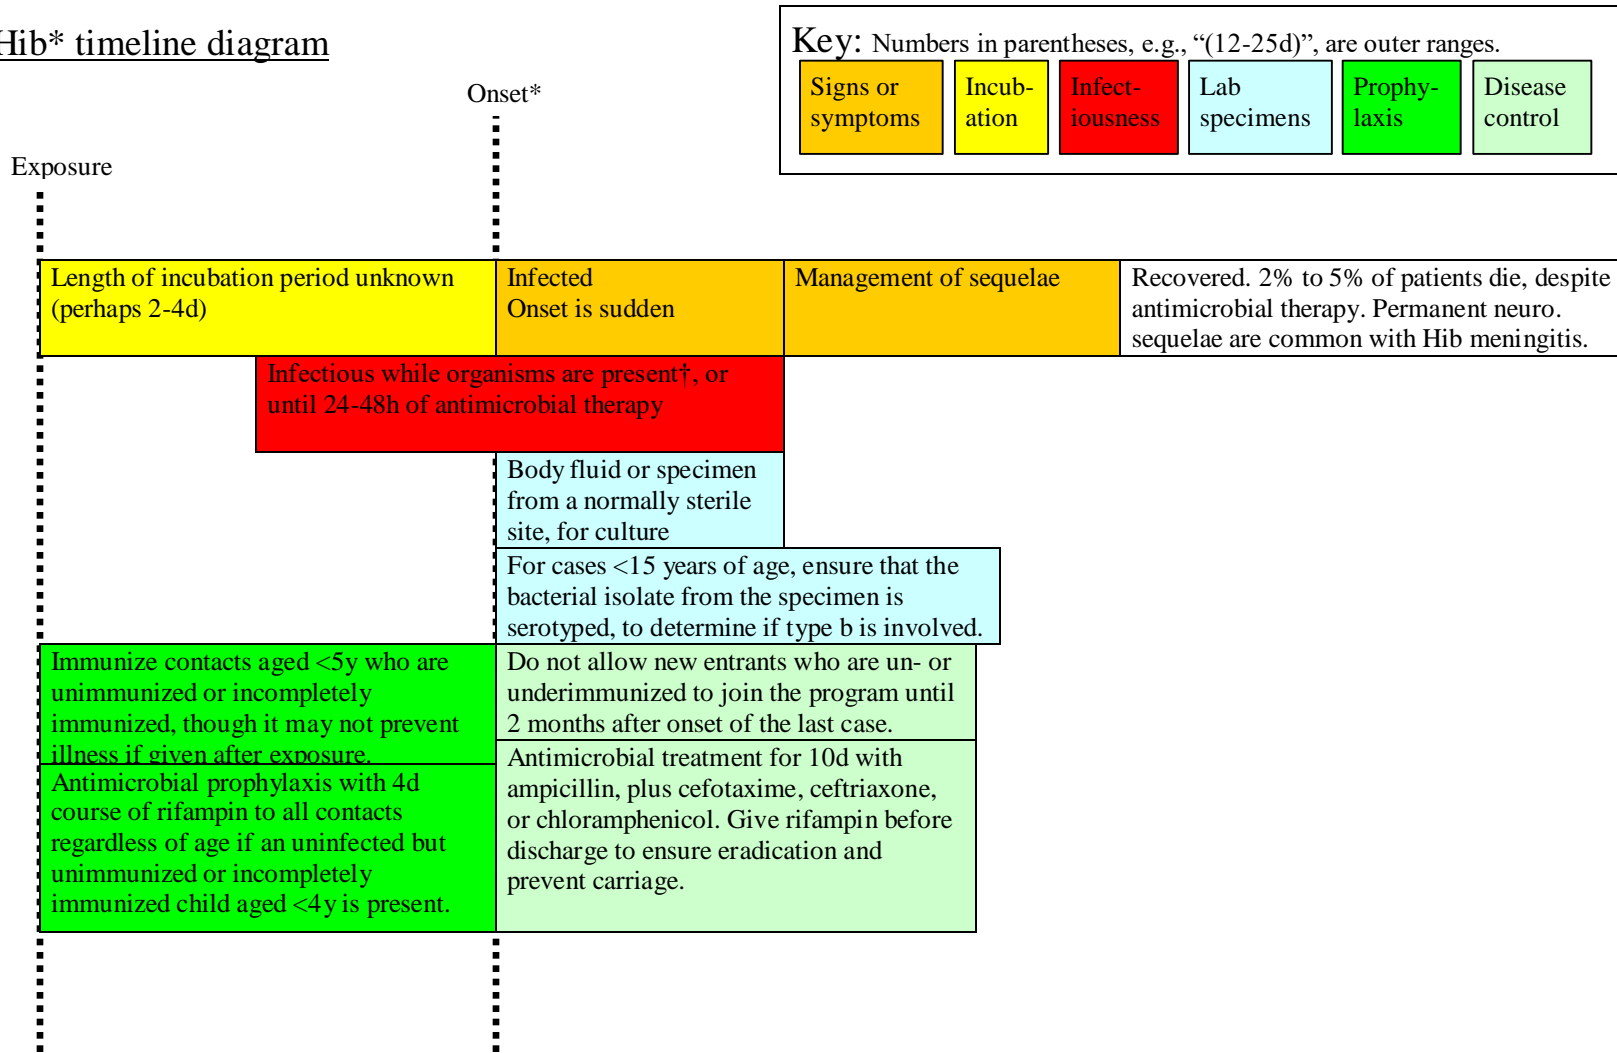 Hib* timeline diagram
Key: Numbers in parentheses, e.g., “(12-25d)”, are outer ranges.
Signs or
symptoms
Incub-
ation
Infect-
iousness
Lab
specimens
Prophy-
laxis
Disease
control
Onset*
Exposure
Length of incubation period unknown
(perhaps 2-4d)
Infected
Onset is sudden
Management of sequelae
Recovered. 2% to 5% of patients die, despite
antimicrobial therapy. Permanent neuro.
sequelae are common with Hib meningitis.
Infectious while organisms are present†, or
until 24-48h of antimicrobial therapy
Body fluid or specimen
from a normally sterile
site, for culture
For cases <15 years of age, ensure that the
bacterial isolate from the specimen is
serotyped, to determine if type b is involved.
Immunize contacts aged <5y who are
unimmunized or incompletely
immunized, though it may not prevent
illness if given after exposure.
Do not allow new entrants who are un- or
underimmunized to join the program until
2 months after onset of the last case.
Antimicrobial prophylaxis with 4d
course of rifampin to all contacts
regardless of age if an uninfected but
unimmunized or incompletely
immunized child aged <4y is present.
Antimicrobial treatment for 10d with
ampicillin, plus cefotaxime, ceftriaxone,
or chloramphenicol. Give rifampin before
discharge to ensure eradication and
prevent carriage.